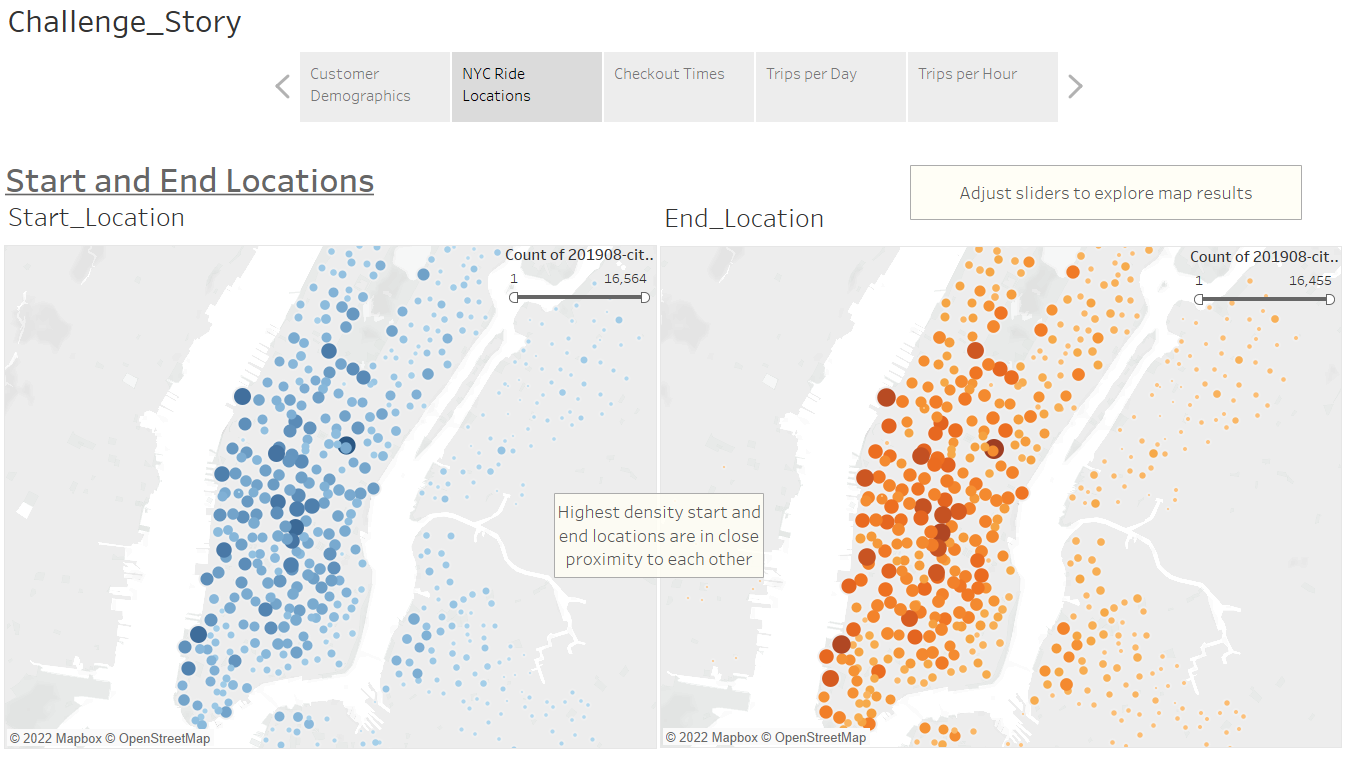 Challenge_Story
Customer
Demographics
NYC Ride
Locations
Checkout Times
Trips per Day
Trips per Hour
Start and End Locations
Adjust sliders to explore map results
Start_Location
End_Location
Count of 201908-cit..
1
16,564
Count of 201908-cit..
1
16,455
Highest density start and
end locations are in close
proximity to each other
© 2022 Mapbox © OpenStreetMap
© 2022 Mapbox © OpenStreetMap